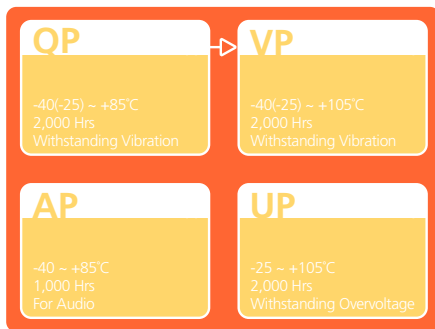 QP
-40(-25) ~ +85°C
2,000 Hrs
Withstanding Vibration
VP
-40(-25) ~ +105°C
2,000 Hrs
Withstanding Vibration
AP
-40 ~ +85°C
1,000 Hrs
For Audio
UP
-25 ~ +105°C
2,000 Hrs
Withstanding Overvoltage